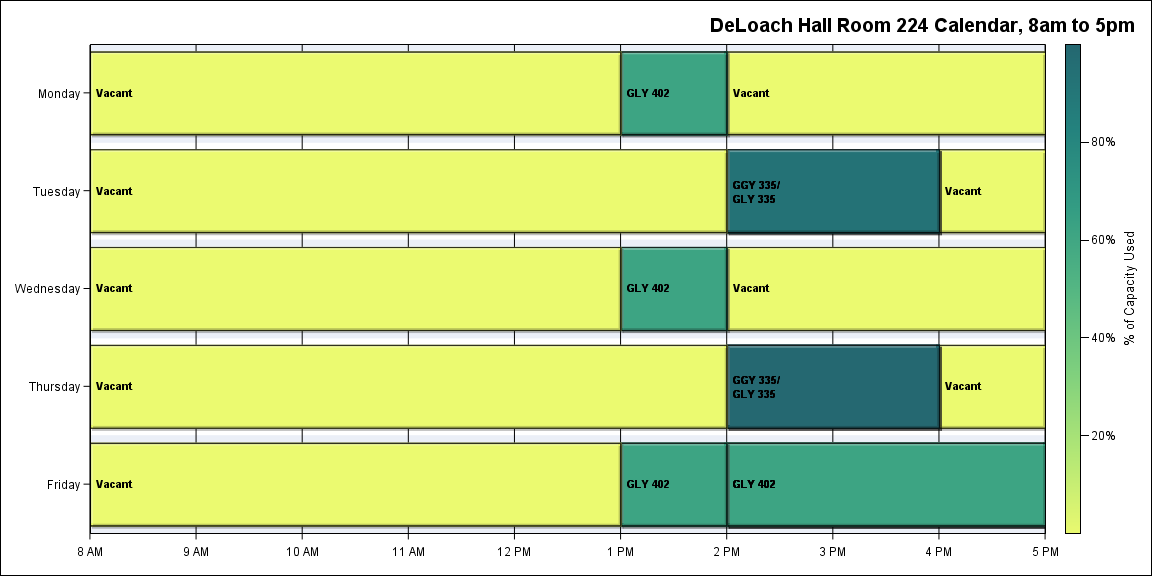 DeLoach Hall Room 224 Calendar, 8am to 5pm
Monday
Vacant
GLY 402
Vacant
Tuesday
Vacant
GGY 335/
GLY 335
Vacant
Wednesday
Vacant
GLY 402
Vacant
Thursday
Vacant
GGY 335/
GLY 335
Vacant
Friday
Vacant
GLY 402
GLY 402
8 AM
9 AM
10 AM
11 AM
12 PM
1 PM
2 PM
3 PM
4 PM
5 PM
80%
60%
40%
20%
% of Capacity Used